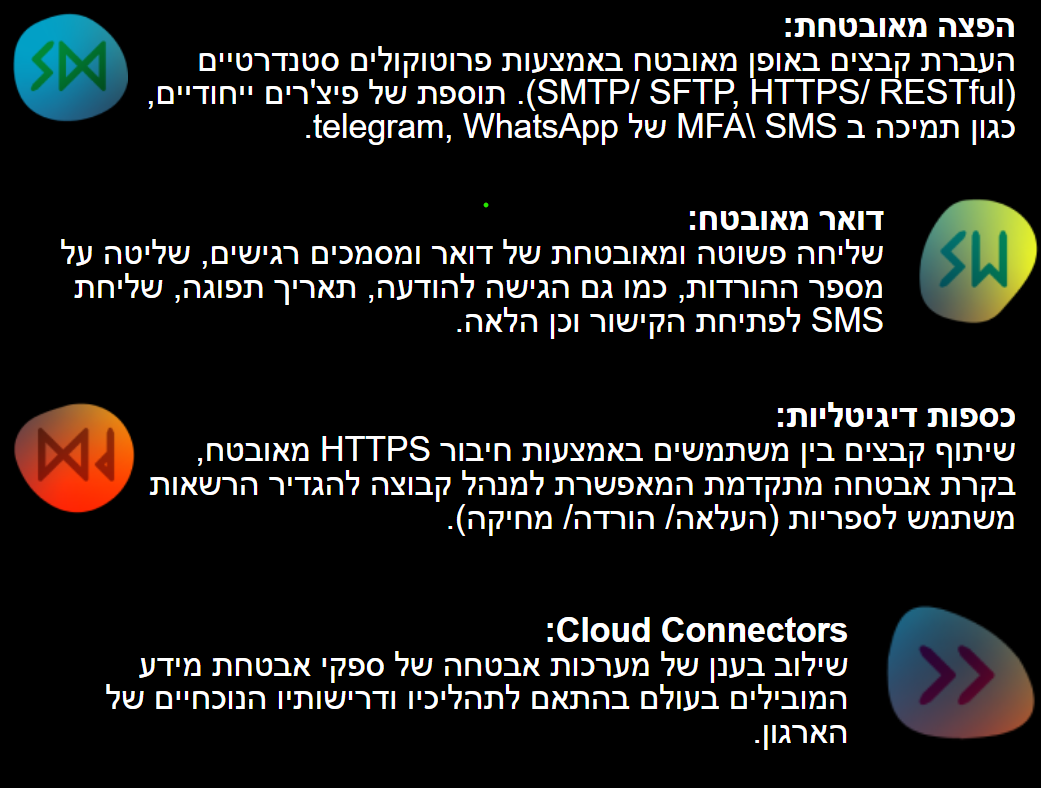 הפצה מאובטחת:
העברת קבצים באופן מאובטח באמצעות פרוטוקולים סטנדרטיים
(SMTP/ SFTP, HTTPS/ RESTful). תוספת של פיצ'רים ייחודיים,
כגון תמיכה ב MFA\ SMS של telegram, WhatsApp.
דואר מאובטח:
שליחה פשוטה ומאובטחת של דואר ומסמכים רגישים, שליטה על
מספר ההורדות, כמו גם הגישה להודעה, תאריך תפוגה, שליחת
SMS לפתיחת הקישור וכן הלאה.
כספות דיגיטליות:
שיתוף קבצים בין משתמשים באמצעות חיבור HTTPS מאובטח,
בקרת אבטחה מתקדמת המאפשרת למנהל קבוצה להגדיר הרשאות
משתמש לספריות (העלאה/ הורדה/ מחיקה).
Cloud Connectors:
שילוב בענן של מערכות אבטחה של ספקי אבטחת מידע
המובילים בעולם בהתאם לתהליכיו ודרישותיו הנוכחיים של
הארגון.